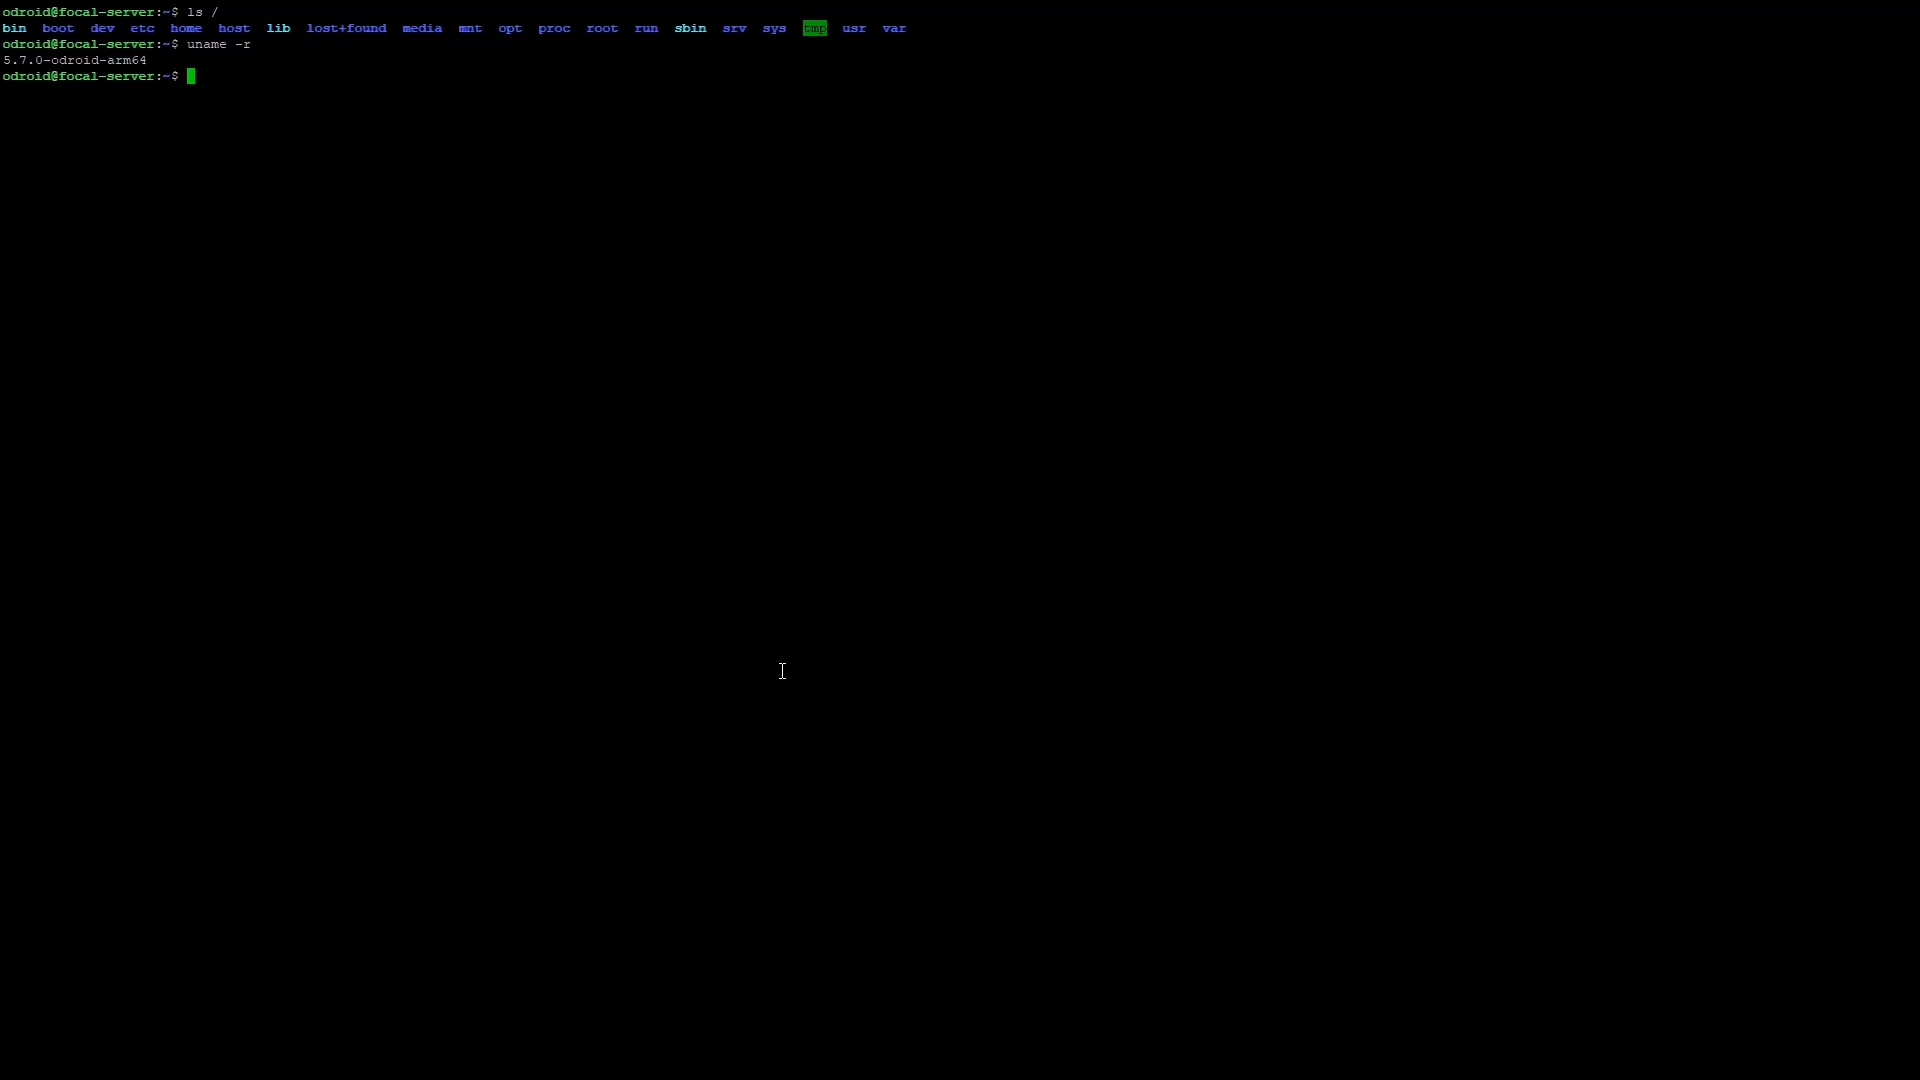 odroid@focal-server:~$ ls /
bin boot dev etc home host lib lost+found media mnt opt proc root run sbin srv sys tmp usr var
odroid@focal-server:~$ uname -r
5.7.0-odroid-arm64
odroid@focal-server:~$